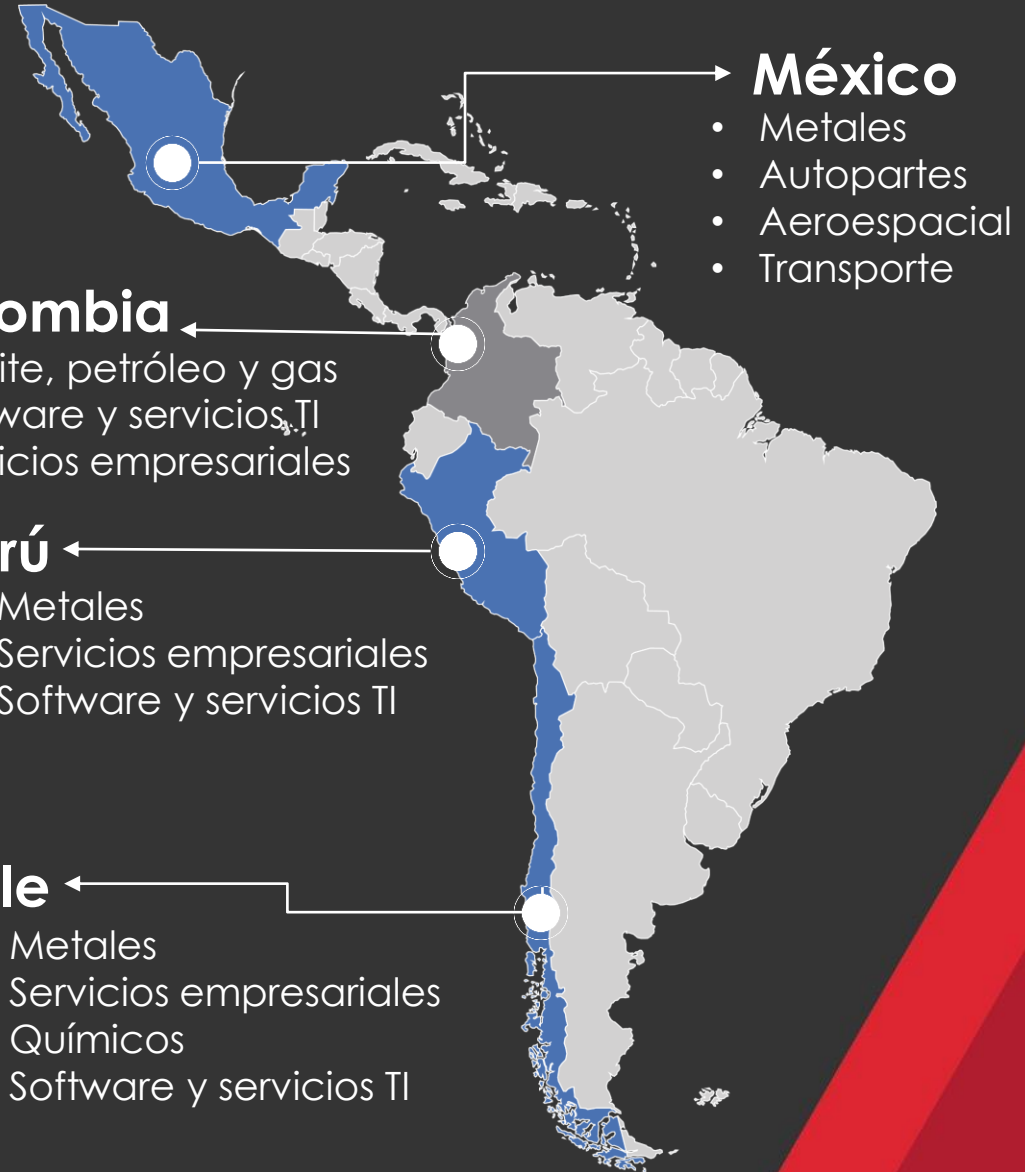 México
• Metales
• Autopartes
• Aeroespacial
• Transporte
ombia
ite, petróleo y gas
ware y servicios TI
icios empresariales
rú
Metales
Servicios empresariales
Software y servicios TI
le
Metales
Servicios empresariales
Químicos
Software y servicios TI